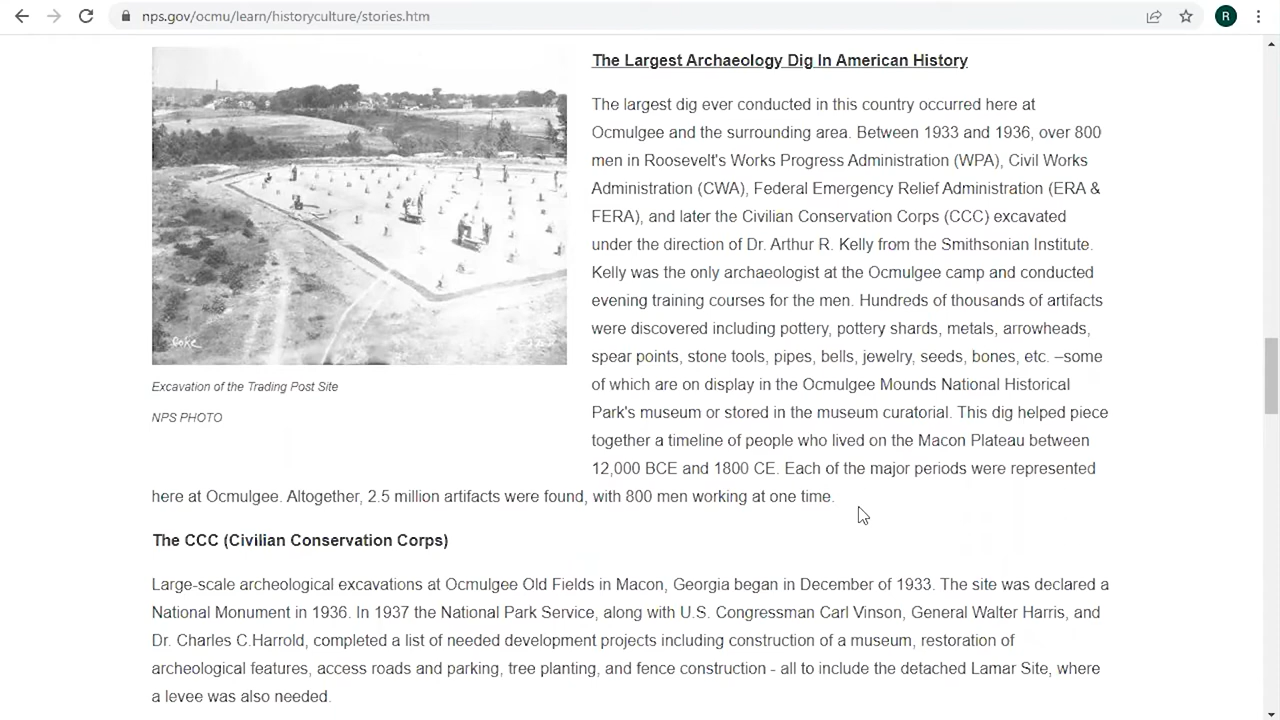 nps.gov/ocmu/learn/historyculture/stories.htm
R
The Largest Archaeology Dig In American History
The largest dig ever conducted in this country occurred here at
Ocmulgee and the surrounding area. Between 1933 and 1936, over 800
men in Roosevelt's Works Progress Administration (WPA), Civil Works
Administration (CWA), Federal Emergency Relief Administration (ERA &
FERA), and later the Civilian Conservation Corps (CCC) excavated
under the direction of Dr. Arthur R. Kelly from the Smithsonian Institute.
Kelly was the only archaeologist at the Ocmulgee camp and conducted
evening training courses for the men. Hundreds of thousands of artifacts
were discovered including pottery, pottery shards, metals, arrowheads,
spear points, stone tools, pipes, bells, jewelry, seeds, bones, etc. –some
of which are on display in the Ocmulgee Mounds National Historical
Park's museum or stored in the museum curatorial. This dig helped piece
together a timeline of people who lived on the Macon Plateau between
12,000 BCE and 1800 CE. Each of the major periods were represented
here at Ocmulgee. Altogether, 2.5 million artifacts were found, with 800 men working at one time.
Excavation of the Trading Post Site
NPS PHOTO
The CCC (Civilian Conservation Corps)
Large-scale archeological excavations at Ocmulgee Old Fields in Macon, Georgia began in December of 1933. The site was declared a
National Monument in 1936. In 1937 the National Park Service, along with U.S. Congressman Carl Vinson, General Walter Harris, and
Dr. Charles C.Harrold, completed a list of needed development projects including construction of a museum, restoration of
archeological features, access roads and parking, tree planting, and fence construction - all to include the detached Lamar Site, where
a levee was also needed.